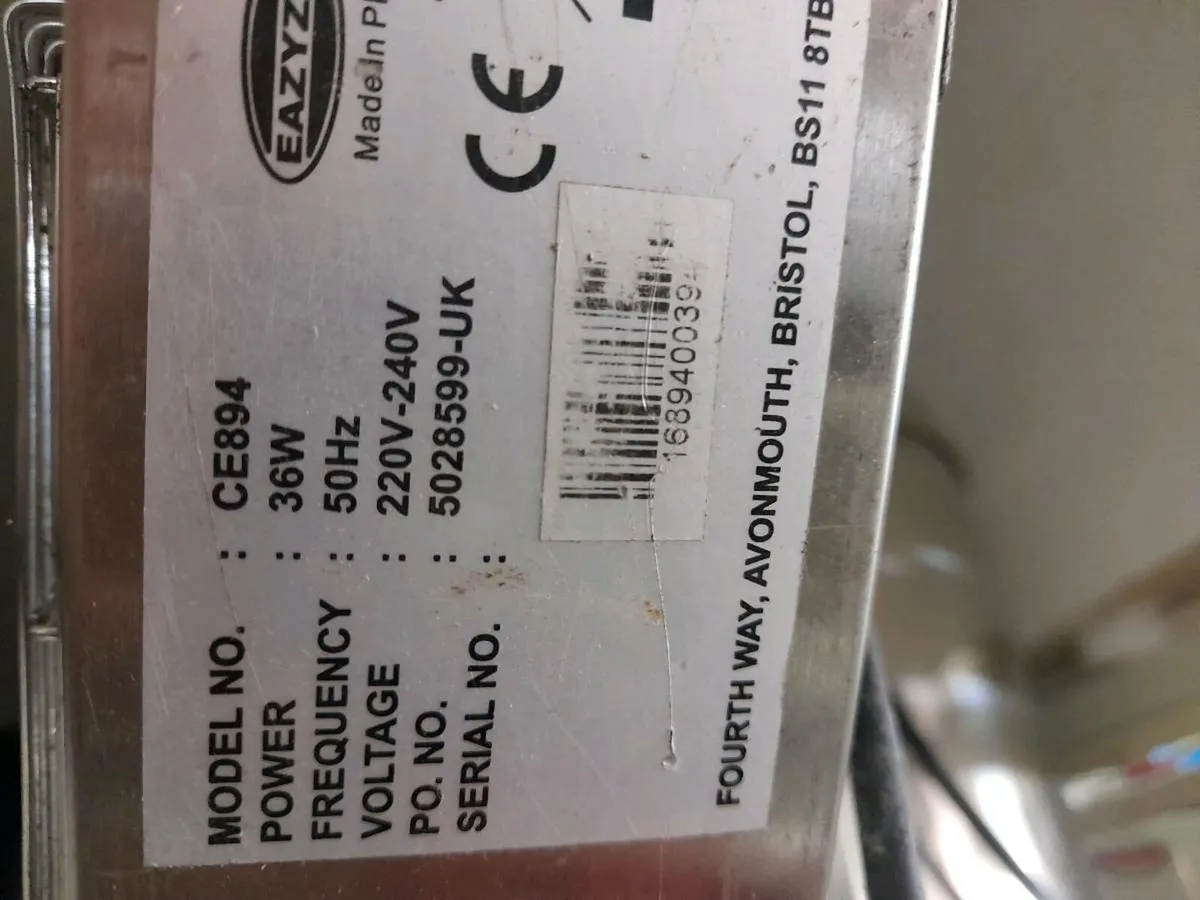 EAZYZ
Made in P
CE
MODEL NO. : CE894
POWER : 36W
FREQUENCY : 50Hz
VOLTAGE : 220V-240V
PO. NO. : 5028599-UK
SERIAL NO. :
168940039
FOURTH WAY, AVONMOUTH, BRISTOL, BS11 8TB